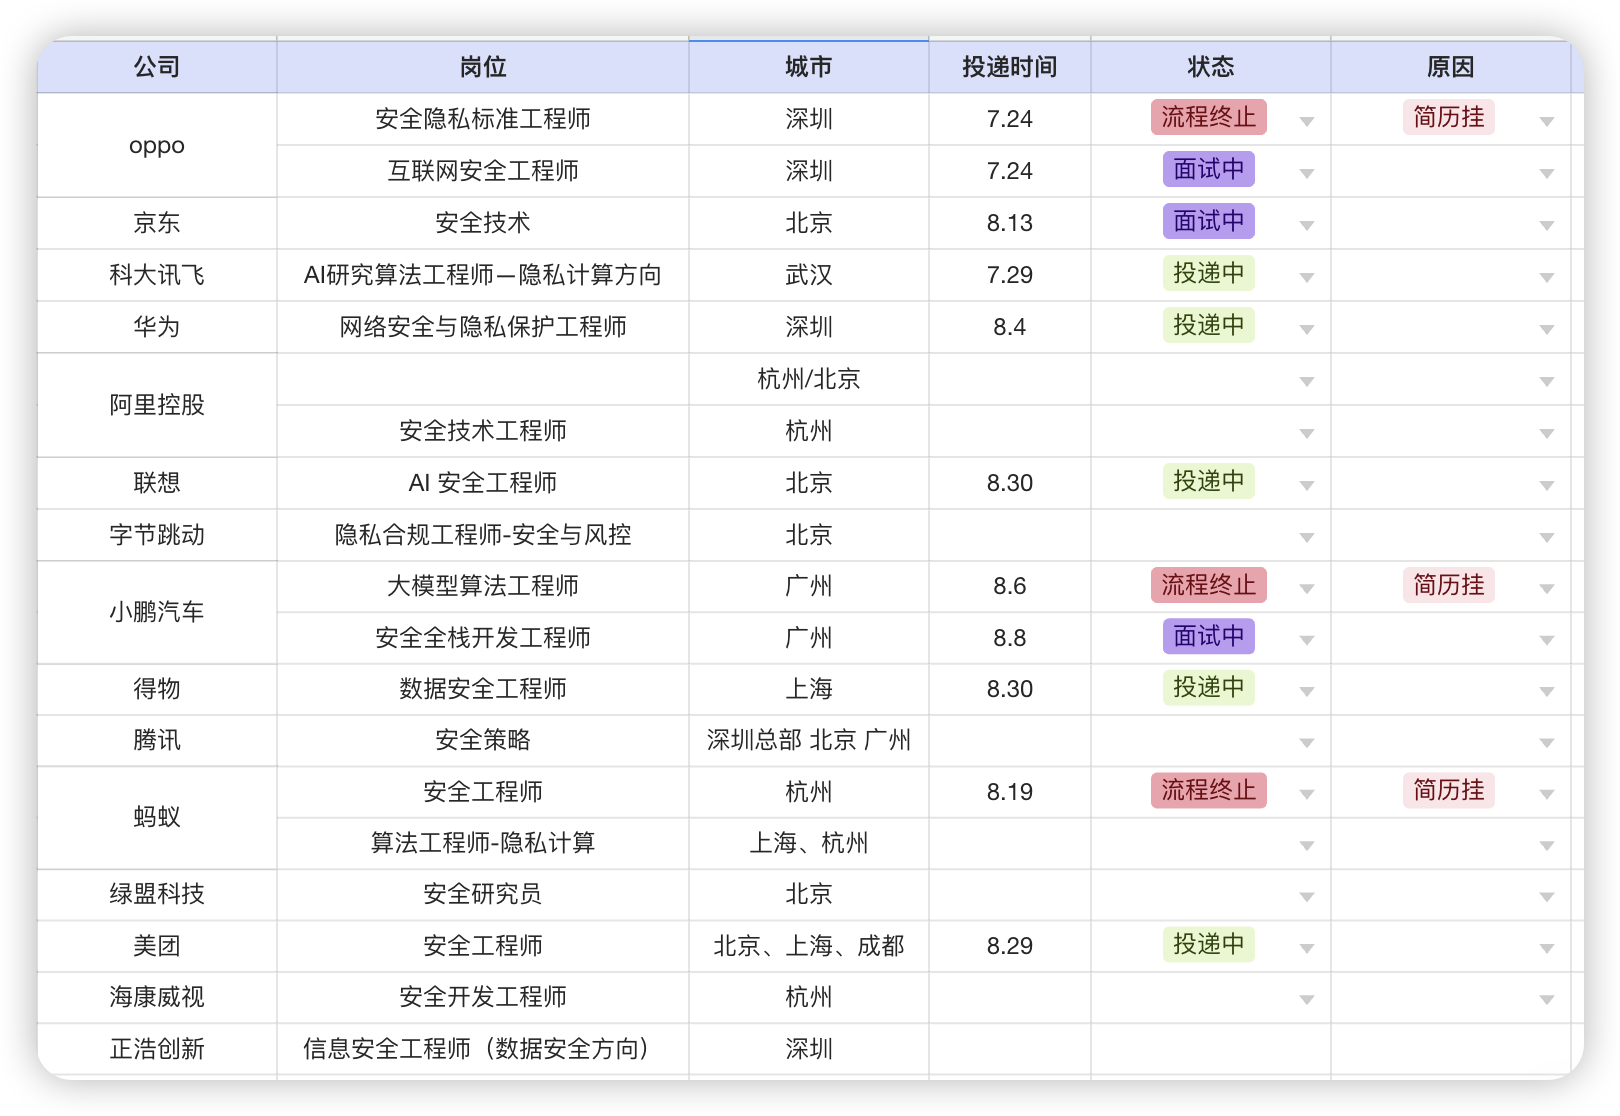 公司 岗位 城市 投递时间 状态 原因
oppo 安全隐私标准工程师 深圳 7.24 流程终止 简历挂
互联网安全工程师 深圳 7.24 面试中
京东 安全技术 北京 8.13 面试中
科大讯飞 AI研究算法工程师—隐私计算方向 武汉 7.29 投递中
华为 网络安全与隐私保护工程师 深圳 8.4 投递中
阿里控股 杭州/北京
安全技术工程师 杭州
联想 AI 安全工程师 北京 8.30 投递中
字节跳动 隐私合规工程师-安全与风控 北京
小鹏汽车 大模型算法工程师 广州 8.6 流程终止 简历挂
安全全栈开发工程师 广州 8.8 面试中
得物 数据安全工程师 上海 8.30 投递中
腾讯 安全策略 深圳总部 北京 广州
蚂蚁 安全工程师 杭州 8.19 流程终止 简历挂
算法工程师-隐私计算 上海、杭州
绿盟科技 安全研究员 北京
美团 安全工程师 北京、上海、成都 8.29 投递中
海康威视 安全开发工程师 杭州
正浩创新 信息安全工程师（数据安全方向） 深圳